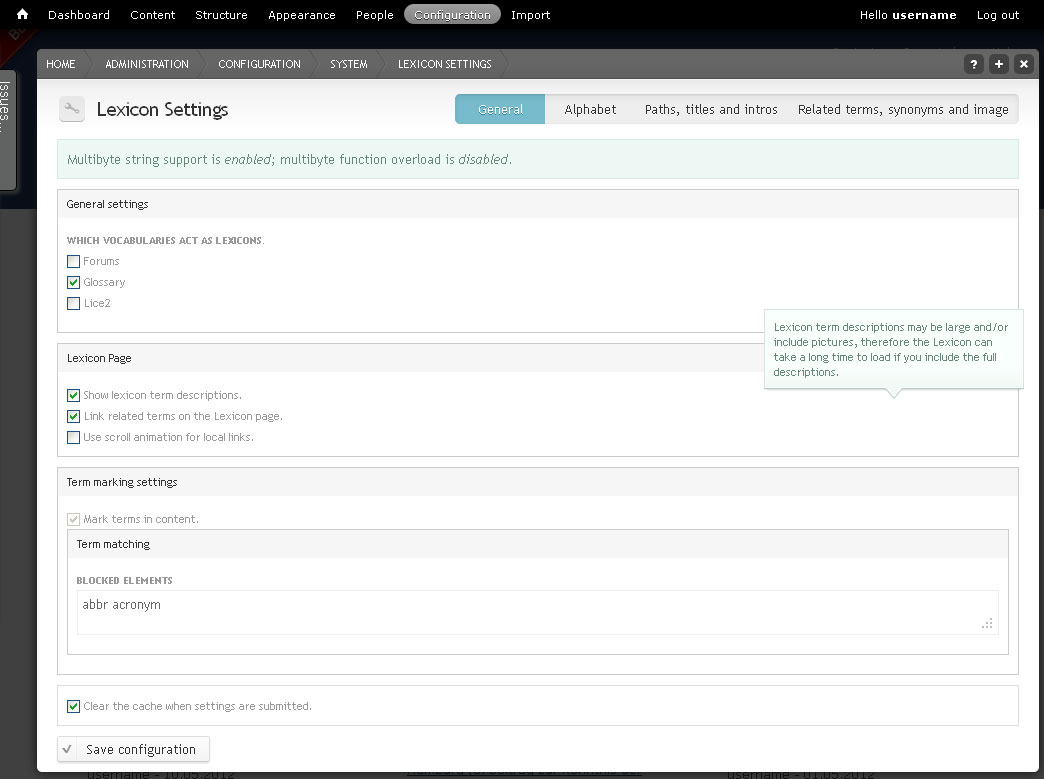 Dashboard Content Structure Appearance People Configuration Import Hello username Log out
Issues...
HOME ADMINISTRATION CONFIGURATION SYSTEM LEXICON SETTINGS ? + ×
Lexicon Settings General Alphabet Paths, titles and intros Related terms, synonyms and image
Multibyte string support is enabled; multibyte function overload is disabled.
General settings
WHICH VOCABULARIES ACT AS LEXICONS.
Forums
Glossary
Lice2
Lexicon term descriptions may be large and/or
include pictures, therefore the Lexicon can
take a long time to load if you include the full
descriptions.
Lexicon Page
Show lexicon term descriptions.
Link related terms on the Lexicon page.
Use scroll animation for local links.
Term marking settings
Mark terms in content.
Term matching
BLOCKED ELEMENTS
abbr acronym
Clear the cache when settings are submitted.
Save configuration
username - 10.05.2012 username - 01.05.2012